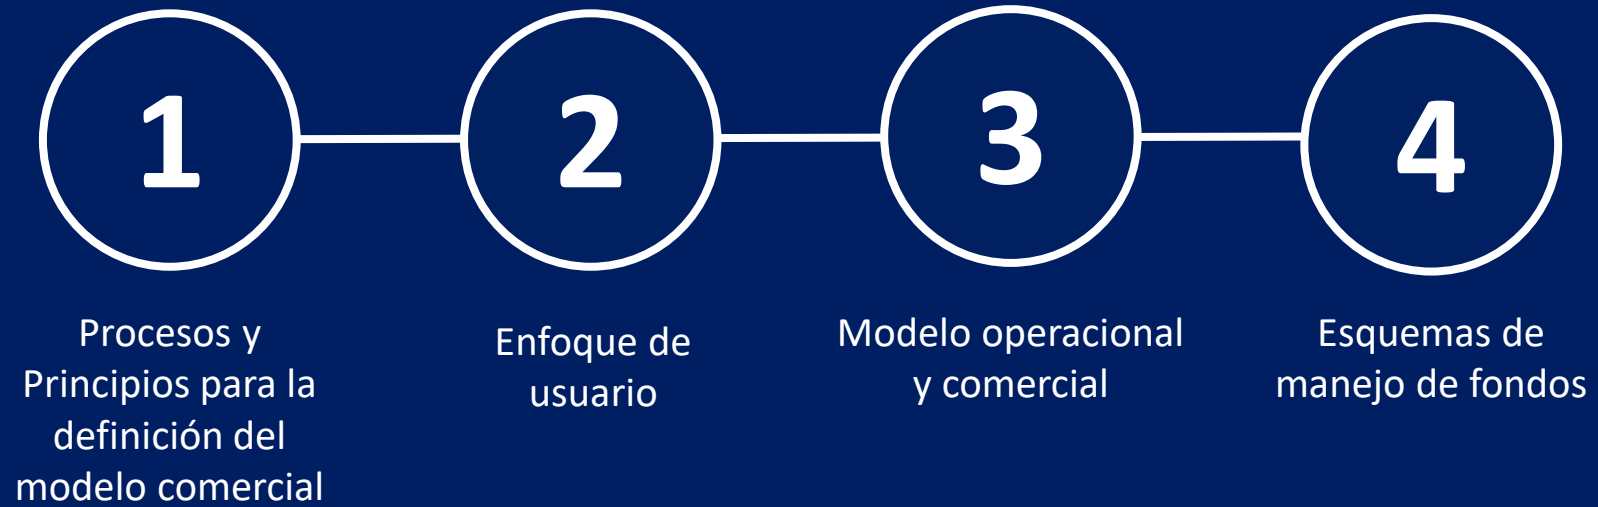 1
2
3
4
Procesos y
Principios para la
definición del
modelo comercial
Enfoque de
usuario
Modelo operacional
y comercial
Esquemas de
manejo de fondos